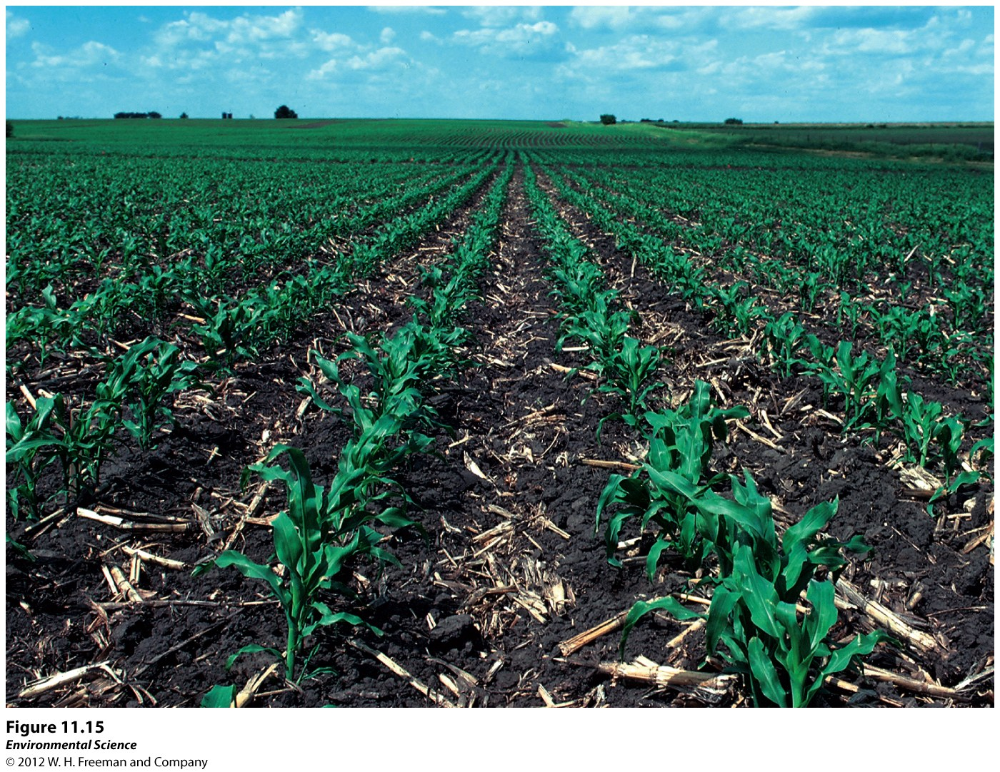 Figure 11.15
Environmental Science
© 2012 W. H. Freeman and Company